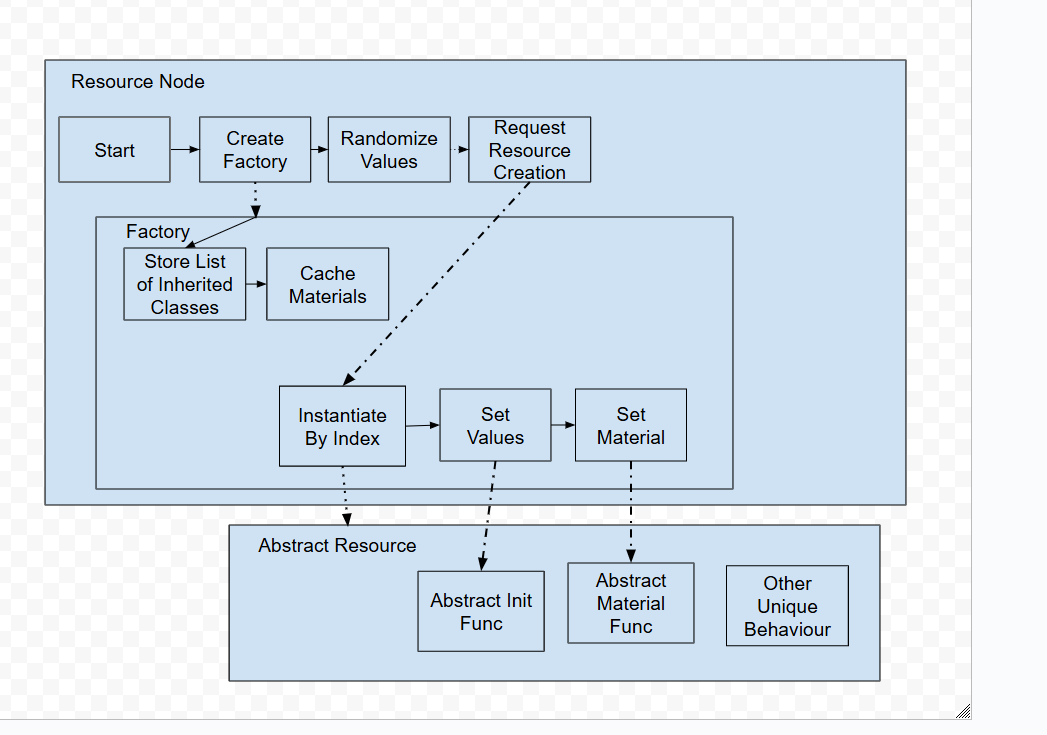 Resource Node
Start
Create
Factory
Randomize
Values
Request
Resource
Creation
Factory
Store List
of Inherited
Classes
Cache
Materials
Instantiate
By Index
Set
Values
Set
Material
Abstract Resource
Abstract Init
Func
Abstract
Material
Func
Other
Unique
Behaviour